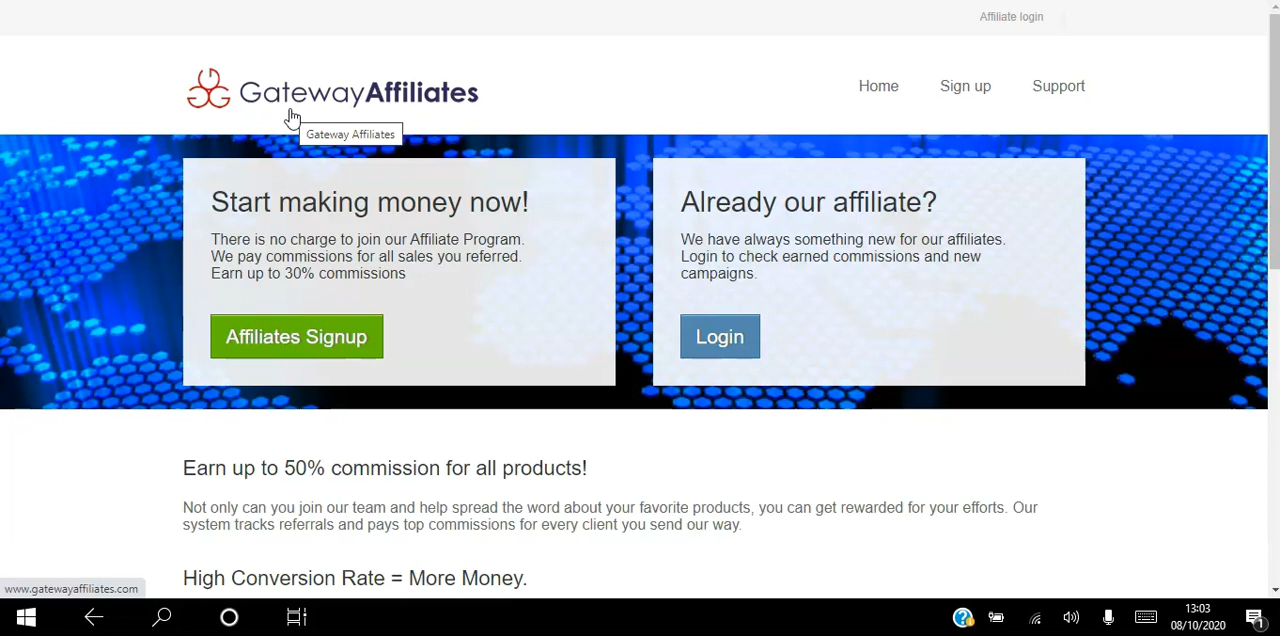 Affiliate login
GatewayAffiliates
Home
Sign up
Support
Gateway Affiliates
Start making money now!
There is no charge to join our Affiliate Program.
We pay commissions for all sales you referred.
Earn up to 30% commissions
Affiliates Signup
Already our affiliate?
We have always something new for our affiliates.
Login to check earned commissions and new
campaigns.
Login
Earn up to 50% commission for all products!
Not only can you join our team and help spread the word about your favorite products, you can get rewarded for your efforts. Our
system tracks referrals and pays top commissions for every client you send our way.
High Conversion Rate = More Money.
www.gatewayaffiliates.com
13:03
08/10/2020
1